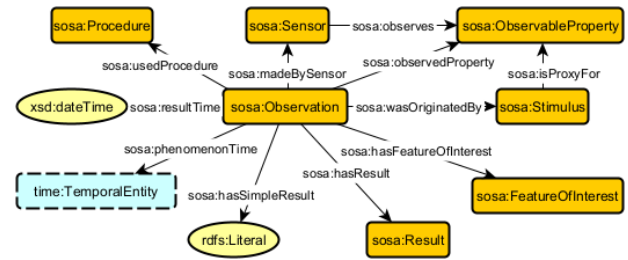 sosa:Procedure
sosa:Sensor
sosa:observes
sosa:ObservableProperty
sosa:usedProcedure
sosa:madeBySensor
sosa:observedProperty
sosa:isProxyFor
xsd:dateTime
sosa:resultTime
sosa:Observation
sosa:wasOriginatedBy
sosa:Stimulus
sosa:phenomenonTime
sosa:hasFeatureOfInterest
sosa:hasResult
time:TemporalEntity
sosa:hasSimpleResult
sosa:FeatureOfInterest
rdfs:Literal
sosa:Result